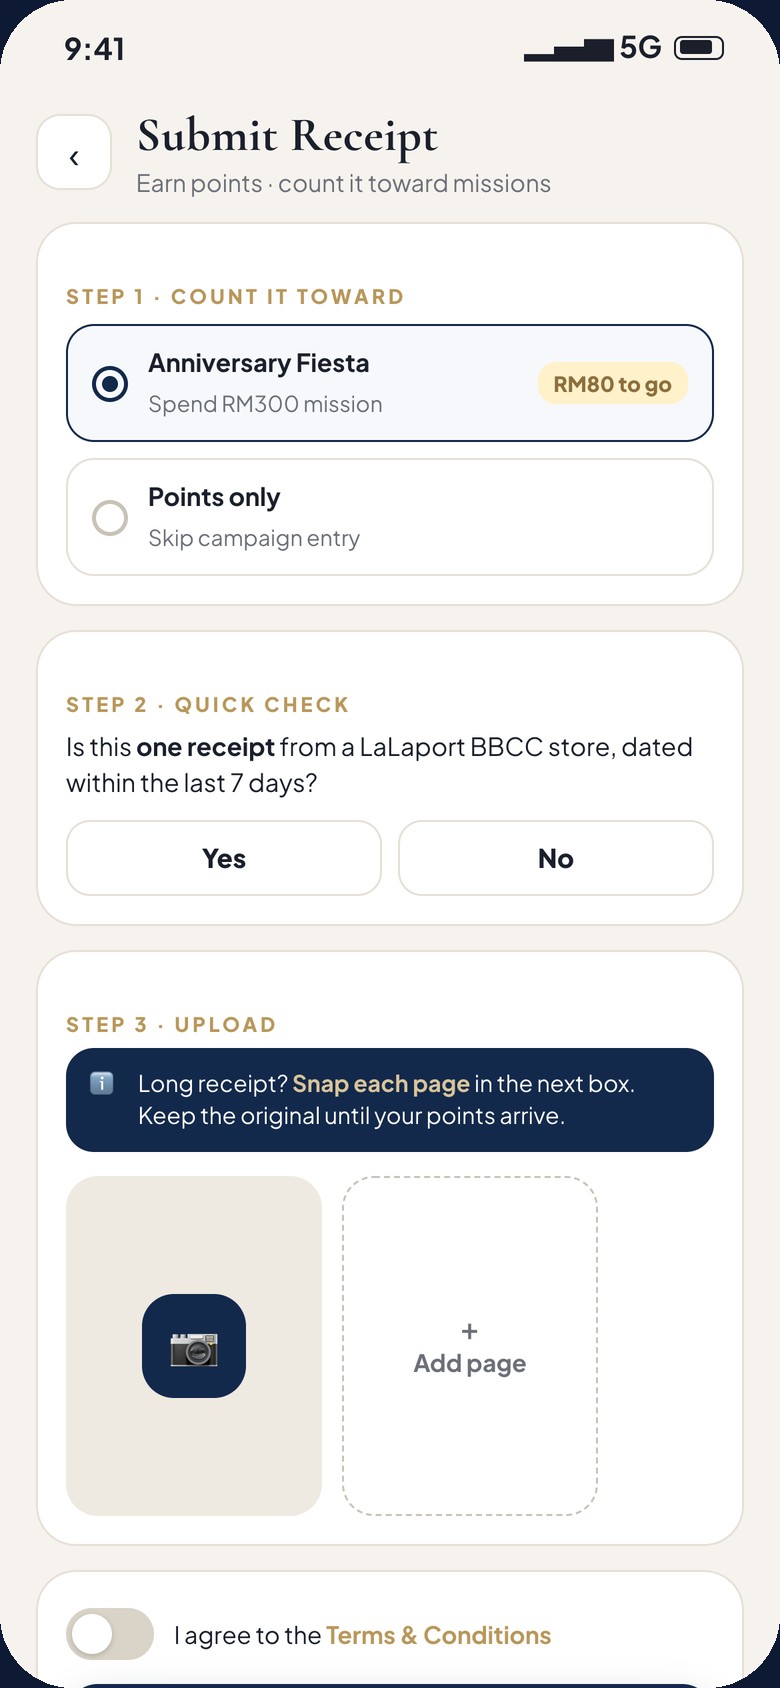 9:41
5G
‹
Submit Receipt
Earn points · count it toward missions
STEP 1 · COUNT IT TOWARD
Anniversary Fiesta
Spend RM300 mission
RM80 to go
Points only
Skip campaign entry
STEP 2 · QUICK CHECK
Is this one receipt from a LaLaport BBCC store, dated
within the last 7 days?
Yes
No
STEP 3 · UPLOAD
Long receipt? Snap each page in the next box.
Keep the original until your points arrive.
+
Add page
I agree to the Terms & Conditions